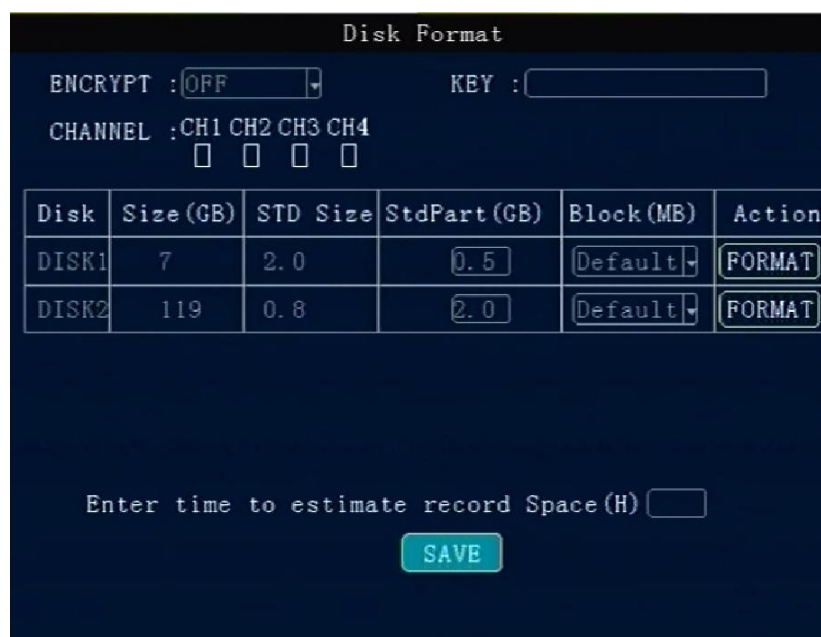 Disk Format
ENCRYPT :OFF KEY :
CHANNEL :CH1 CH2 CH3 CH4
Disk Size(GB) STD Size StdPart(GB) Block(MB) Action
DISK1 7 2.0 0.5 Default FORMAT
DISK2 119 0.8 2.0 Default FORMAT
Enter time to estimate record Space(H)
SAVE